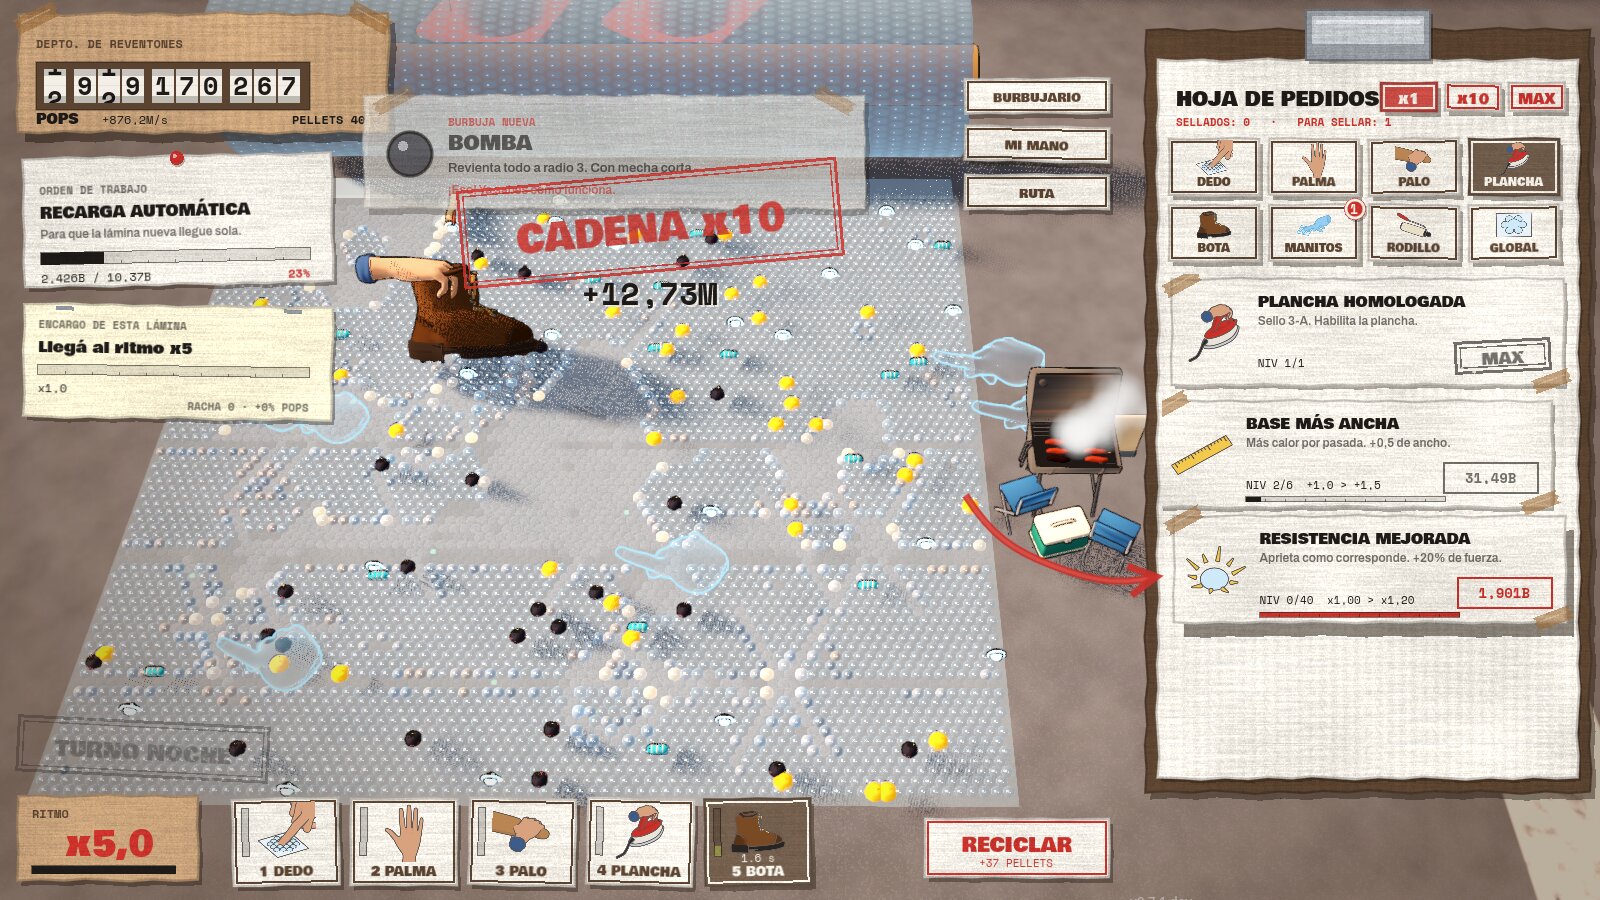 DEPTO. DE REVENTONES
9 9 170 267
POPS +876,2M/s PELLETS 40
ORDEN DE TRABAJO
RECARGA AUTOMÁTICA
Para que la lámina nueva llegue sola.
2,426B / 10,37B 23%
ENCARGO DE ESTA LÁMINA
Llegá al ritmo x5
x1,0
RACHA 0 · +0% POPS
BURBUJA NUEVA
BOMBA
Revienta todo a radio 3. Con mecha corta.
CADENA x10
+12,73M
BURBUJARIO
MI MANO
RUTA
HOJA DE PEDIDOS x1 x10 MAX
SELLADOS: 0 · PARA SELLAR: 1
DEDO PALMA PALO PLANCHA
1
BOTA MANITOS RODILLO GLOBAL
PLANCHA HOMOLOGADA
Sello 3-A. Habilita la plancha.
NIV 1/1 MAX
BASE MÁS ANCHA
Más calor por pasada. +0,5 de ancho.
NIV 2/6 +1,0 > +1,5 31,49B
RESISTENCIA MEJORADA
Aprieta como corresponde. +20% de fuerza.
NIV 0/40 x1,00 > x1,20 1,901B
TURNO NOCHE
RITMO
x5,0
1 DEDO 2 PALMA 3 PALO 4 PLANCHA
1.6 s
5 BOTA
RECICLAR
+37 PELLETS